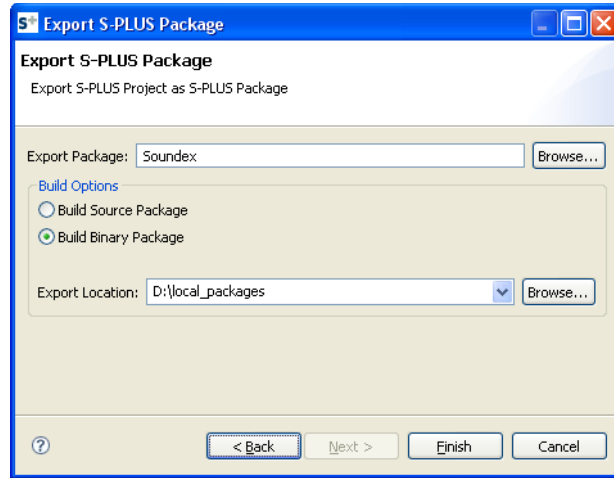 S+ Export S-PLUS Package
Export S-PLUS Package
Export S-PLUS Project as S-PLUS Package
Export Package: Soundex Browse...
Build Options
Build Source Package
Build Binary Package
Export Location: D:\local_packages Browse...
? < Back Next > Finish Cancel